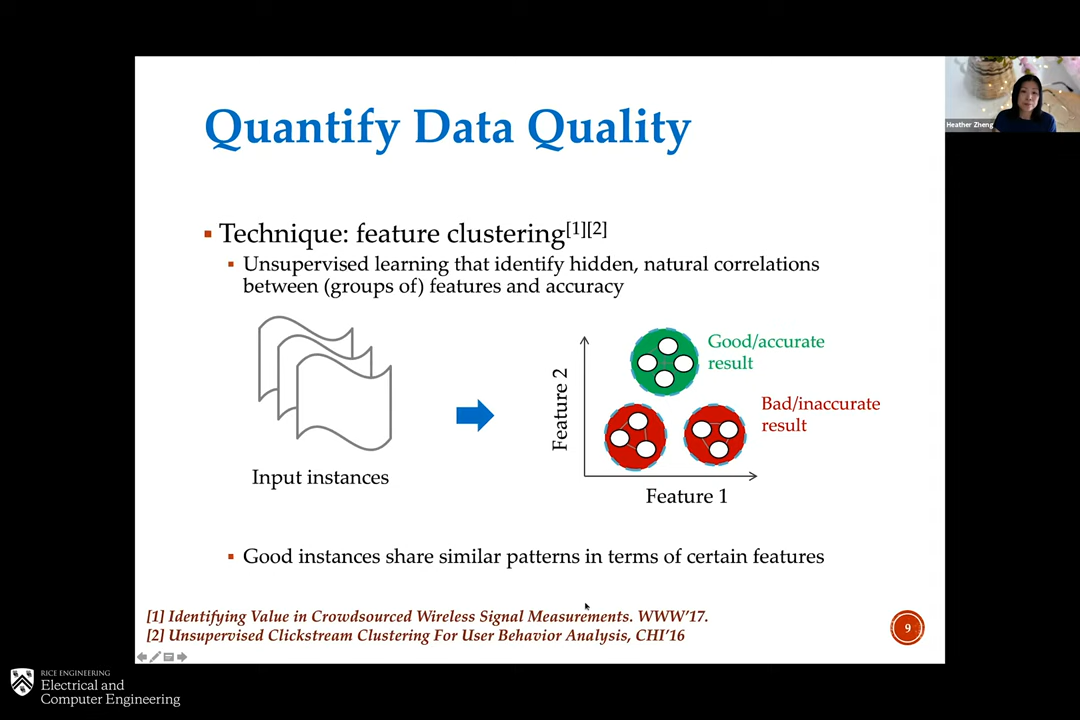 Quantify Data Quality
Heather Zheng
Technique: feature clustering[1][2]
Unsupervised learning that identify hidden, natural correlations
between (groups of) features and accuracy
Good/accurate
result
Bad/inaccurate
result
Feature 2
Feature 1
Input instances
Good instances share similar patterns in terms of certain features
[1] Identifying Value in Crowdsourced Wireless Signal Measurements. WWW'17.
[2] Unsupervised Clickstream Clustering For User Behavior Analysis, CHI'16
9
RICE ENGINEERING
Electrical and
Computer Engineering